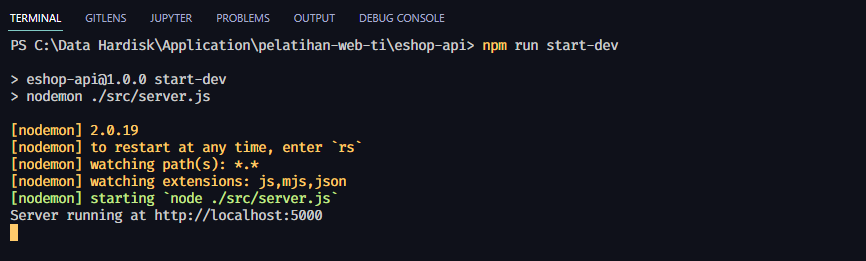 TERMINAL GITLENS JUPYTER PROBLEMS OUTPUT DEBUG CONSOLE
PS C:\Data Hardisk\Application\pelatihan-web-ti\eshop-api> npm run start-dev
> eshop-api@1.0.0 start-dev
> nodemon ./src/server.js
[nodemon] 2.0.19
[nodemon] to restart at any time, enter `rs`
[nodemon] watching path(s): *.*
[nodemon] watching extensions: js,mjs,json
[nodemon] starting `node ./src/server.js`
Server running at http://localhost:5000